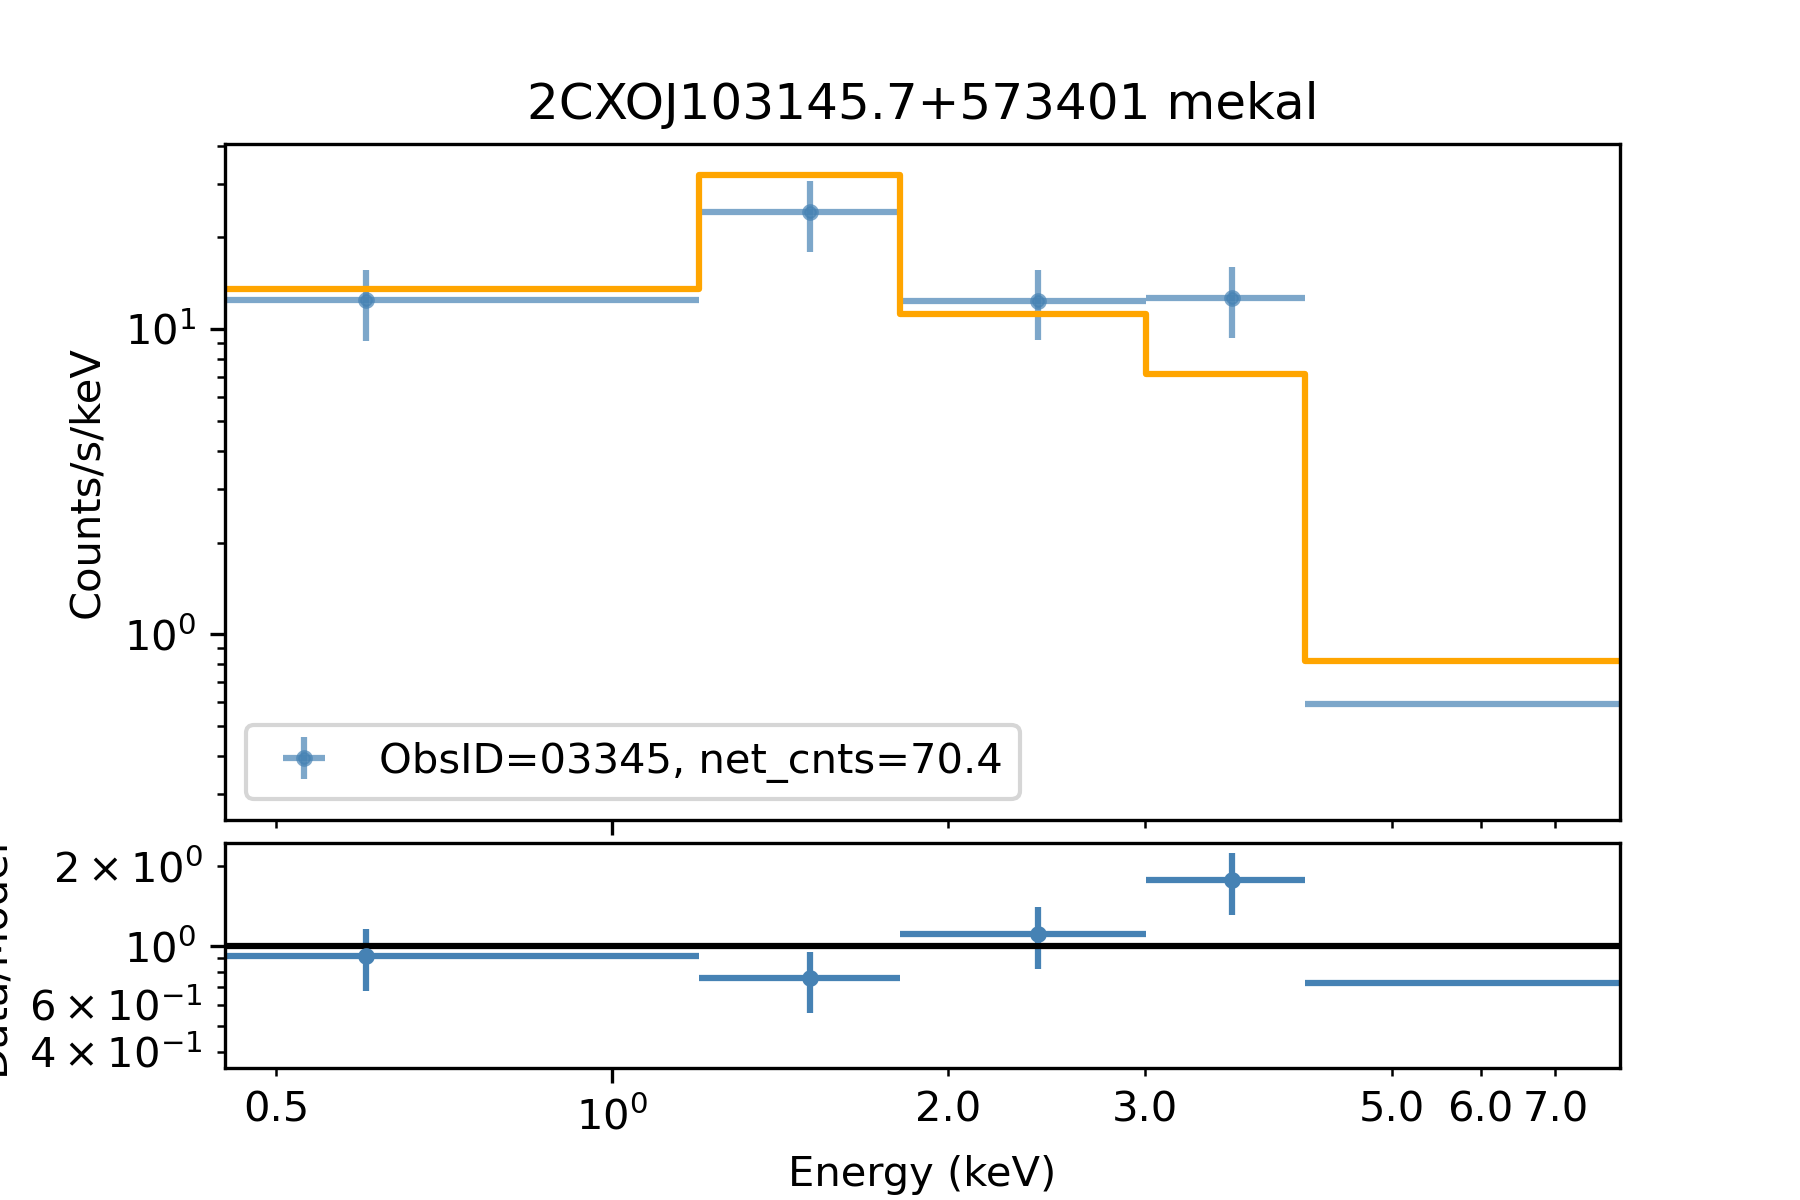 2CXOJ103145.7+573401 mekal
Counts/s/keV
10¹
10⁰
ObsID=03345, net_cnts=70.4
2 × 10⁰
10⁰
6 × 10⁻¹
4 × 10⁻¹
0.5 10⁰ 2.0 3.0 5.0 6.0 7.0
Energy (keV)